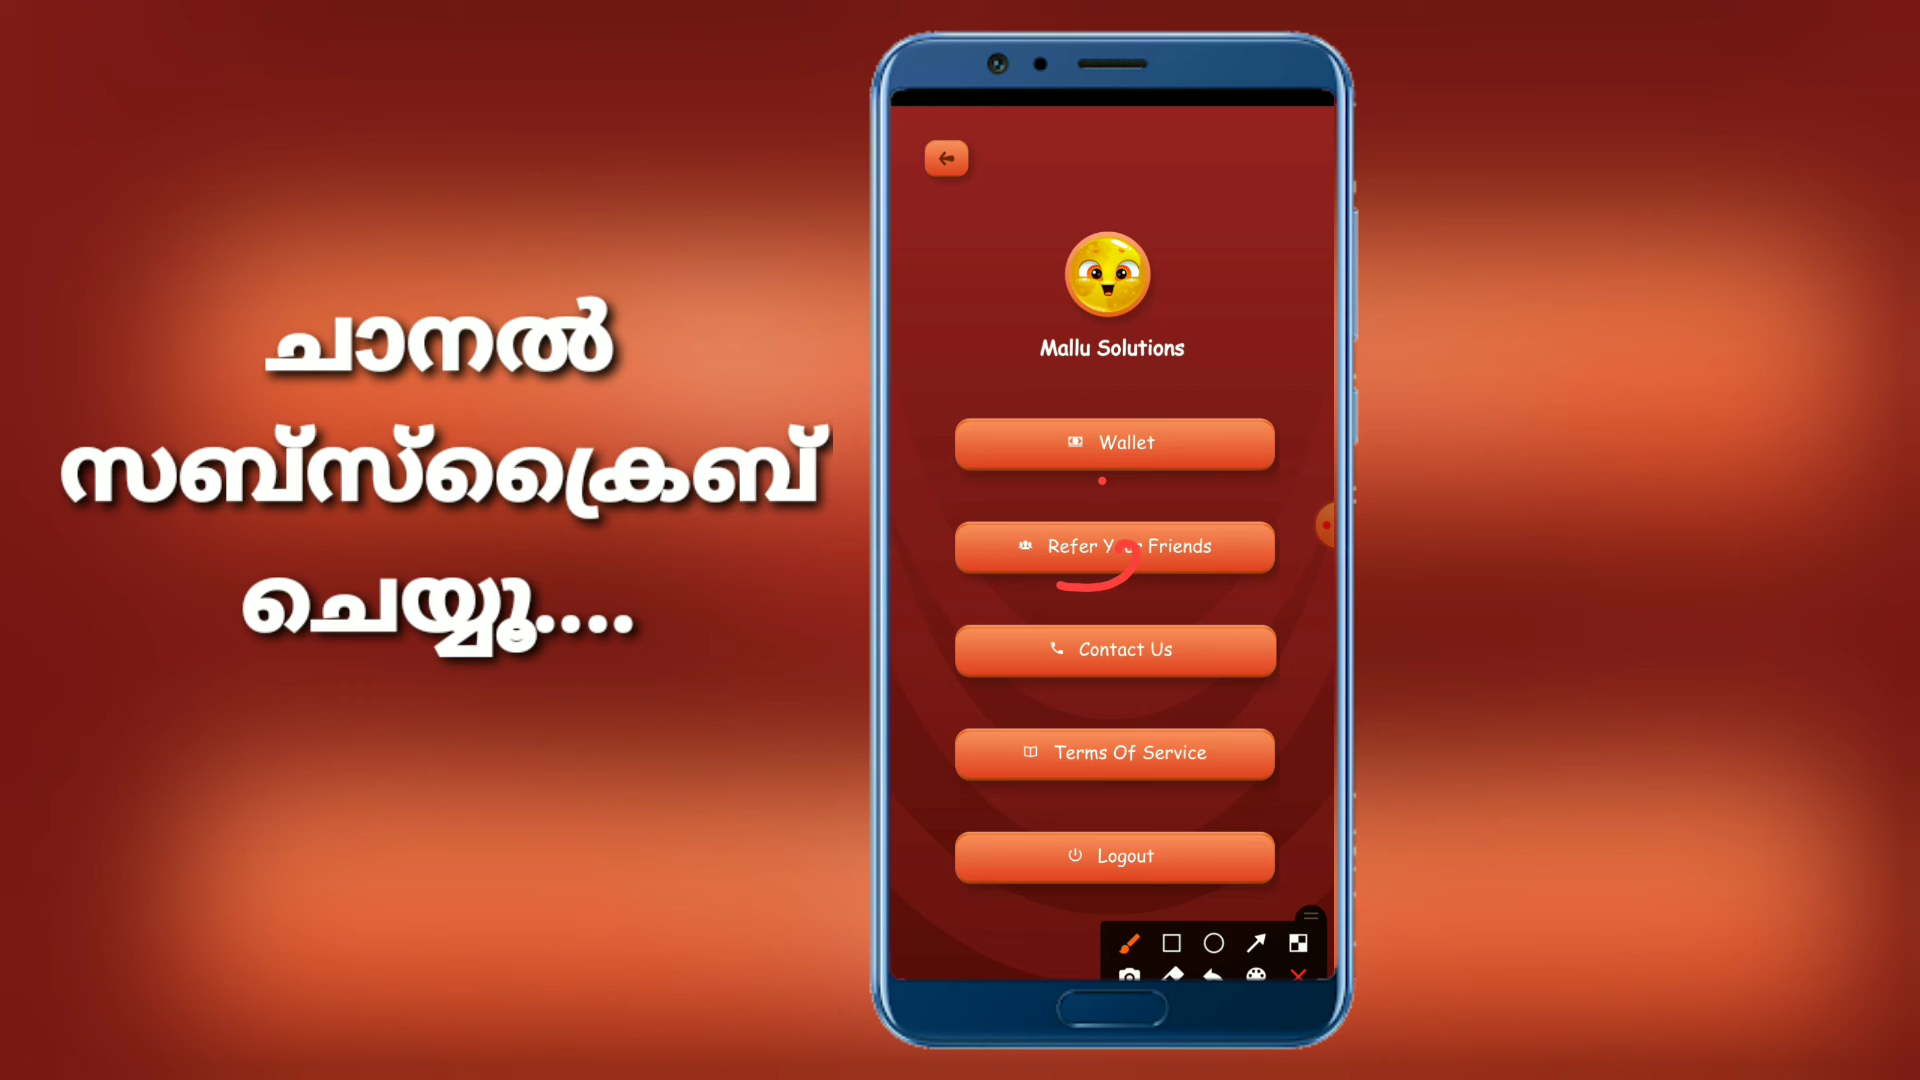 ചാനൽ
സബ്സ്ക്രൈബ്
ചെയ്യൂ....
Mallu Solutions
Wallet
Refer Your Friends
Contact Us
Terms Of Service
Logout